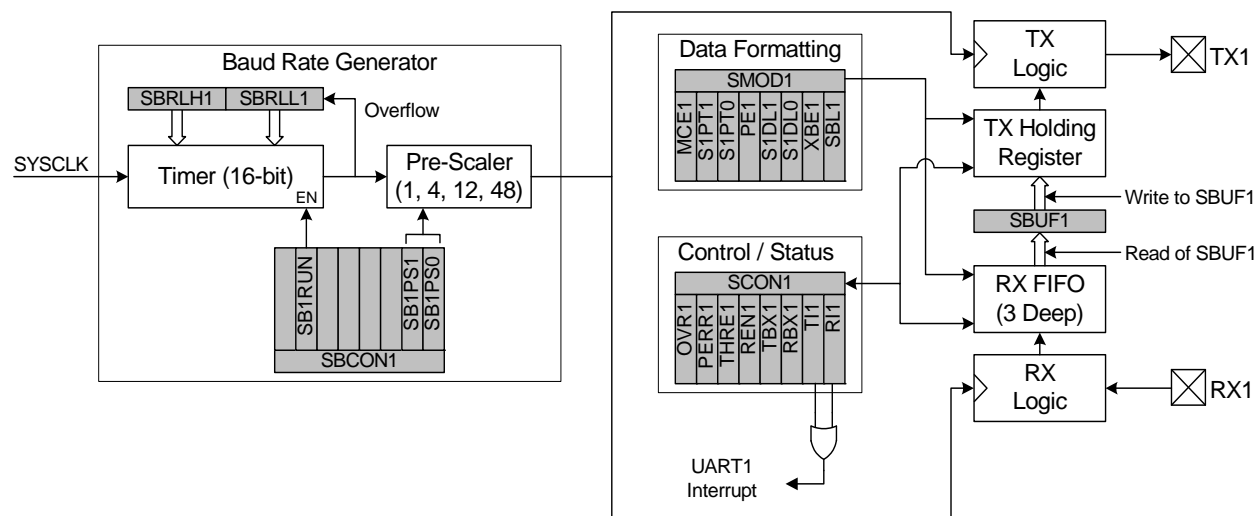 Baud Rate Generator
SBRLH1
SBRLL1
Overflow
SYSCLK
Timer (16-bit)
EN
Pre-Scaler
(1, 4, 12, 48)
SB1RUN
SB1PS1
SB1PS0
SBCON1
Data Formatting
SMOD1
MCE1
S1PT1
S1PT0
PE1
S1DL1
S1DL0
XBE1
SBL1
Control / Status
SCON1
OVR1
PERR1
THRE1
REN1
TBX1
RBX1
TI1
RI1
UART1
Interrupt
TX
Logic
TX1
TX Holding
Register
Write to SBUF1
SBUF1
Read of SBUF1
RX FIFO
(3 Deep)
RX
Logic
RX1